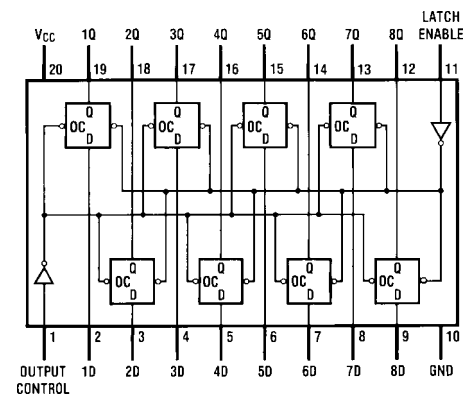 LATCH
VCC 1Q 2Q 3Q 4Q 5Q 6Q 7Q 8Q ENABLE
20 19 18 17 16 15 14 13 12 11
Q Q Q Q
OC OC OC OC
D D D D
Q Q Q Q
OC OC OC OC
D D D D
1 2 3 4 5 6 7 8 9 10
OUTPUT 1D 2D 3D 4D 5D 6D 7D 8D GND
CONTROL